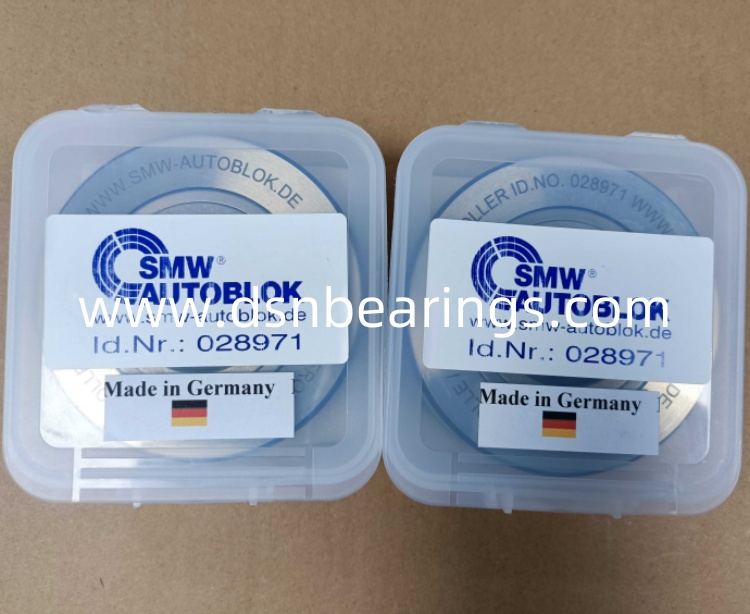 WWW.SMW-AUTOBLOK.DE
SMW®
AUTOBLOK
www.smw-autoblok.de
Id.Nr.: 028971
Made in Germany
ROLLER ID.NO. 028971 WWW
SMW®
AUTOBLOK
www.smw-autoblok.de
Id.Nr.: 028971
Made in Germany
www.dsnbearings.com